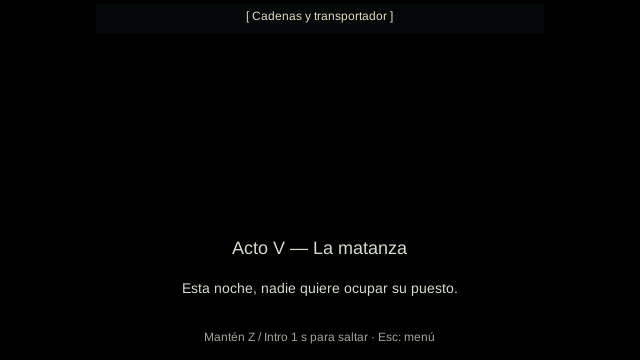 [ Cadenas y transportador ]
Acto V — La matanza
Esta noche, nadie quiere ocupar su puesto.
Mantén Z / Intro 1 s para saltar · Esc: menú